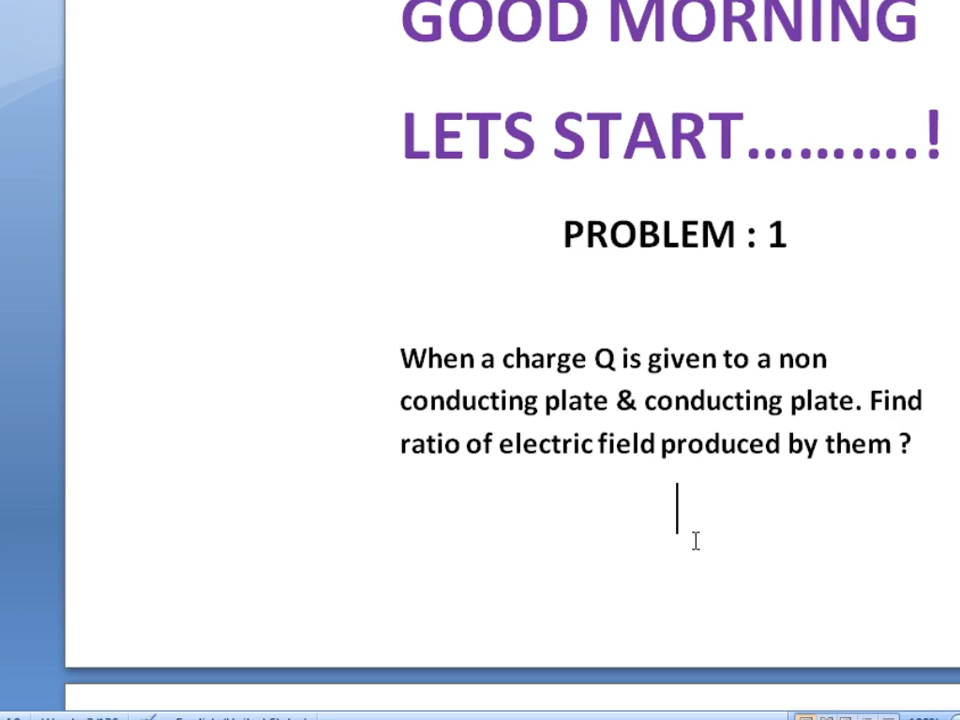 GOOD MORNING
LETS START……….!
PROBLEM : 1
When a charge Q is given to a non
conducting plate & conducting plate. Find
ratio of electric field produced by them ?